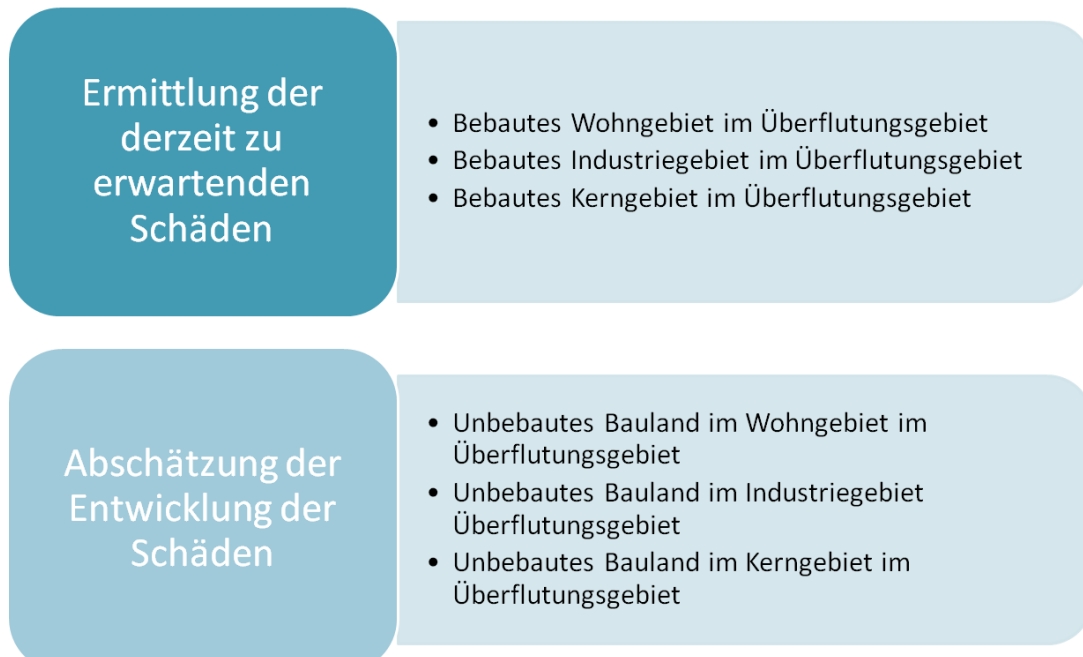 Ermittlung der
derzeit zu
erwartenden
Schäden
• Bebautes Wohngebiet im Überflutungsgebiet
• Bebautes Industriegebiet im Überflutungsgebiet
• Bebautes Kerngebiet im Überflutungsgebiet
Abschätzung der
Entwicklung der
Schäden
• Unbebautes Bauland im Wohngebiet im
Überflutungsgebiet
• Unbebautes Bauland im Industriegebiet
Überflutungsgebiet
• Unbebautes Bauland im Kerngebiet im
Überflutungsgebiet